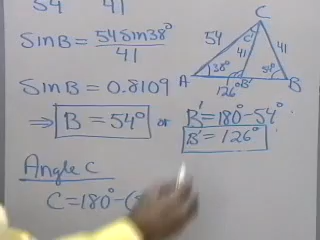 54 41
SinB = 54Sin38°
41
SinB = 0.8109
⇒ B = 54° or B' = 180° - 54°
B' = 126°
Angle C
C = 180° - (
C
54
41
41
A
38°
B'
54°
B
126°